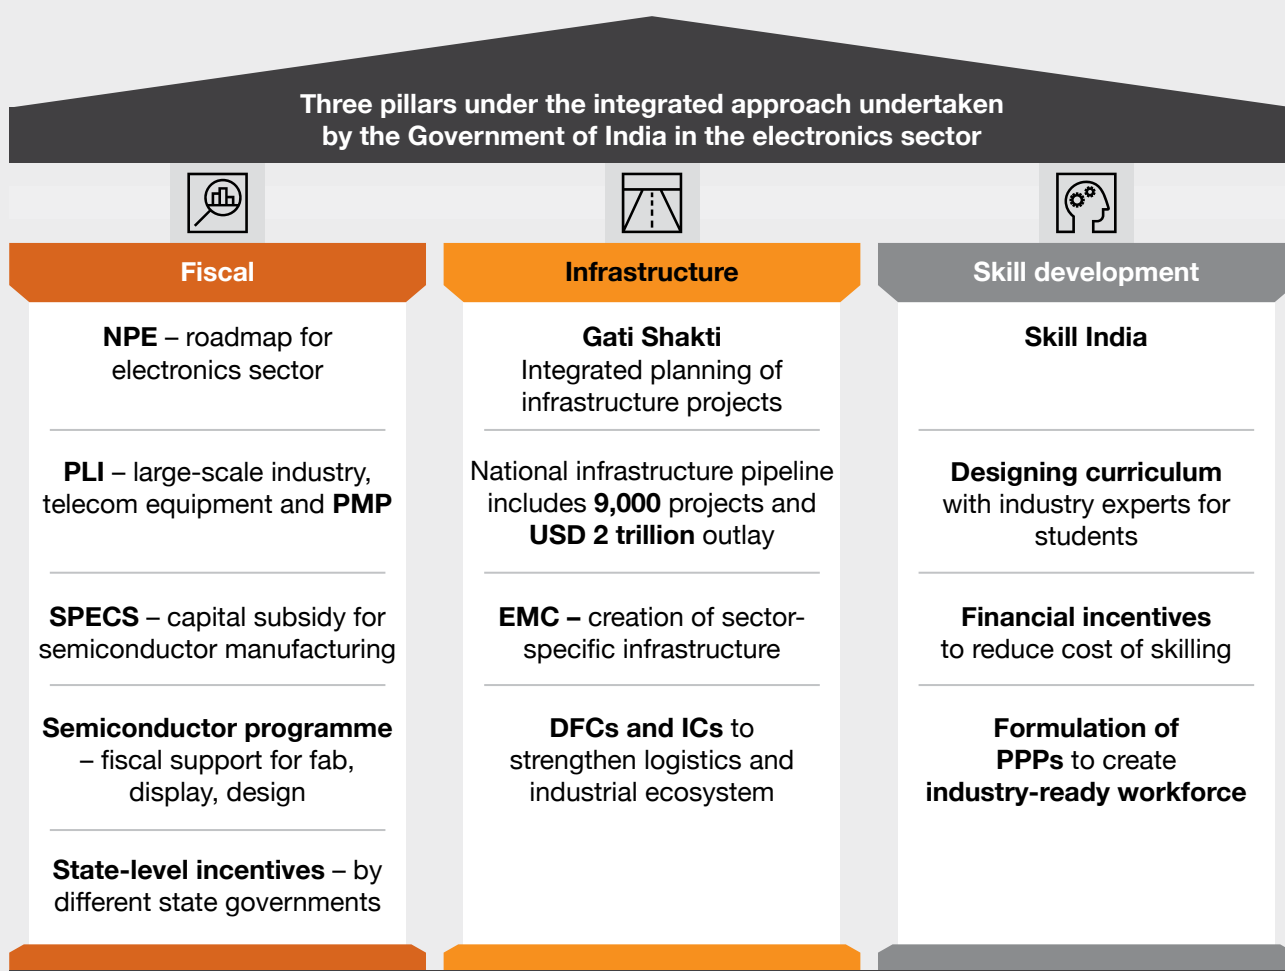 Three pillars under the integrated approach undertaken
by the Government of India in the electronics sector
Fiscal
NPE – roadmap for
electronics sector
PLI – large-scale industry,
telecom equipment and PMP
SPECS – capital subsidy for
semiconductor manufacturing
Semiconductor programme
– fiscal support for fab,
display, design
State-level incentives – by
different state governments
Infrastructure
Gati Shakti
Integrated planning of
infrastructure projects
National infrastructure pipeline
includes 9,000 projects and
USD 2 trillion outlay
EMC – creation of sector-
specific infrastructure
DFCs and ICs to
strengthen logistics and
industrial ecosystem
Skill development
Skill India
Designing curriculum
with industry experts for
students
Financial incentives
to reduce cost of skilling
Formulation of
PPPs to create
industry-ready workforce